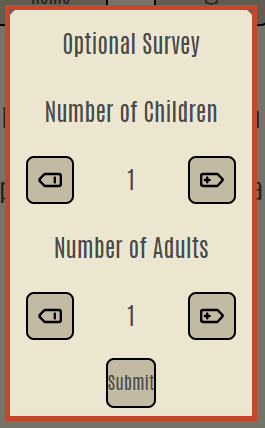 Optional Survey
Number of Children
1
Number of Adults
1
Submit